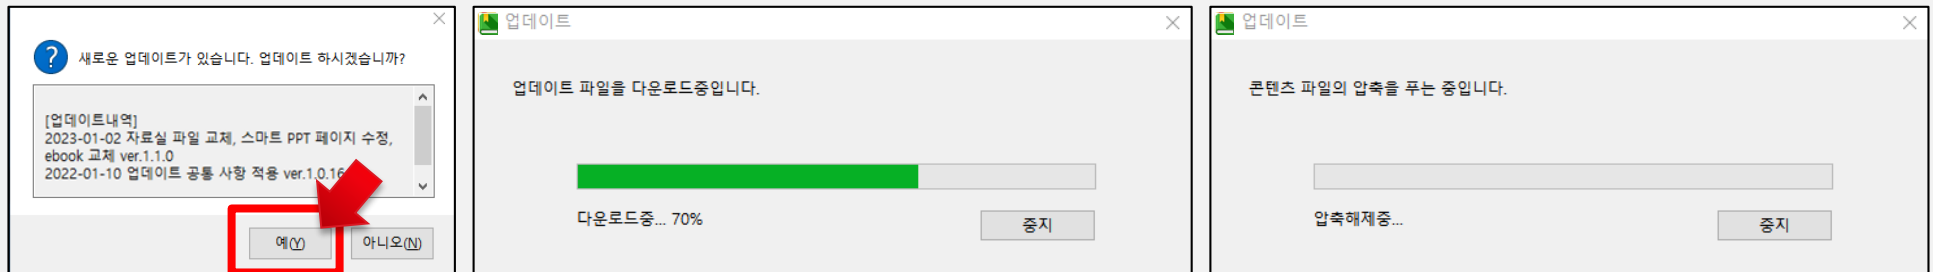 새로운 업데이트가 있습니다. 업데이트 하시겠습니까?
[업데이트내역]
2023-01-02 자료실 파일 교체, 스마트 PPT 페이지 수정,
ebook 교체 ver.1.1.0
2022-01-10 업데이트 공통 사항 적용 ver.1.0.16
예(Y)
아니오(N)
업데이트
업데이트 파일을 다운로드중입니다.
다운로드중... 70%
중지
업데이트
콘텐츠 파일의 압축을 푸는 중입니다.
압축해제중...
중지